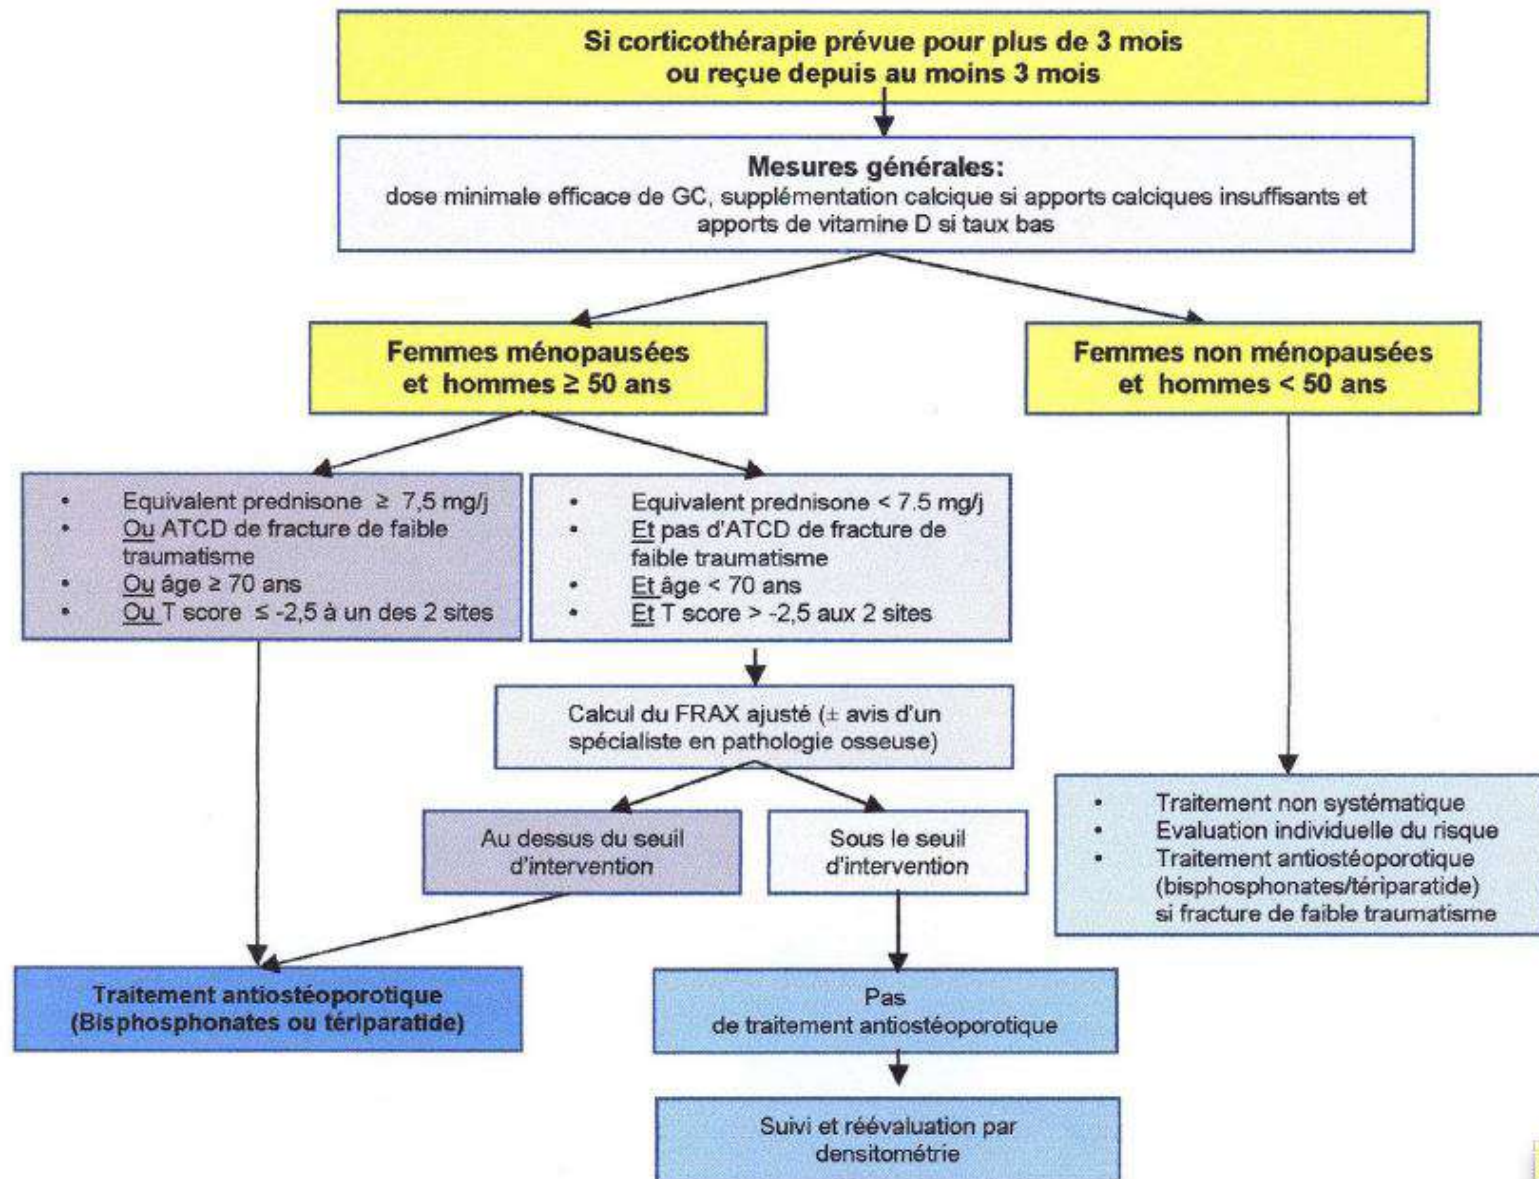 Si corticothérapie prévue pour plus de 3 mois
ou reçue depuis au moins 3 mois
Mesures générales:
dose minimale efficace de GC, supplémentation calcique si apports calciques insuffisants et
apports de vitamine D si taux bas
Femmes ménopausées
et hommes ≥ 50 ans
Femmes non ménopausées
et hommes < 50 ans
• Equivalent prednisone ≥ 7,5 mg/j
• Ou ATCD de fracture de faible
traumatisme
• Ou âge ≥ 70 ans
• Ou T score ≤ -2,5 à un des 2 sites
• Equivalent prednisone < 7.5 mg/j
• Et pas d'ATCD de fracture de
faible traumatisme
• Et âge < 70 ans
• Et T score > -2,5 aux 2 sites
Calcul du FRAX ajusté (± avis d'un
spécialiste en pathologie osseuse)
Au dessus du seuil
d'intervention
Sous le seuil
d'intervention
• Traitement non systématique
• Evaluation individuelle du risque
• Traitement antiostéoporotique
(bisphosphonates/tériparatide)
si fracture de faible traumatisme
Traitement antiostéoporotique
(Bisphosphonates ou tériparatide)
Pas
de traitement antiostéoporotique
Suivi et réévaluation par
densitométrie